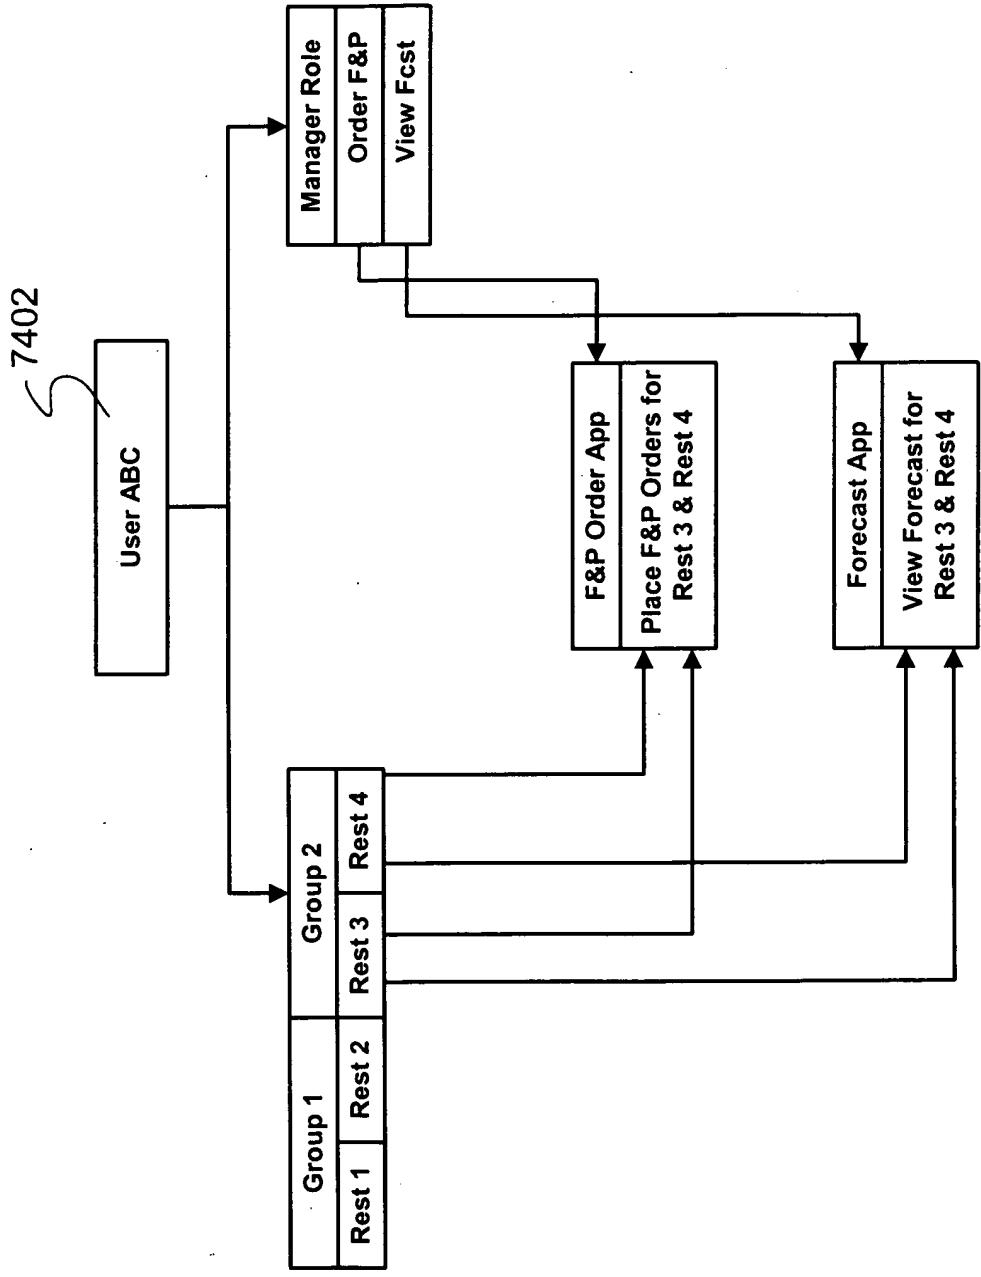 7402
User ABC
Group 1
Group 2
Rest 1
Rest 2
Rest 3
Rest 4
Manager Role
Order F&P
View Fcst
F&P Order App
Place F&P Orders for
Rest 3 & Rest 4
Forecast App
View Forecast for
Rest 3 & Rest 4